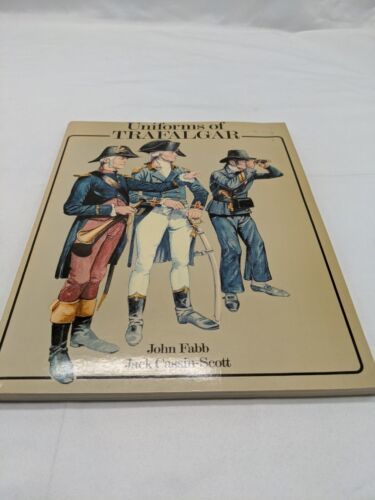 Uniforms of
TRAFALGAR
John Fabb
Jack Cassin-Scott